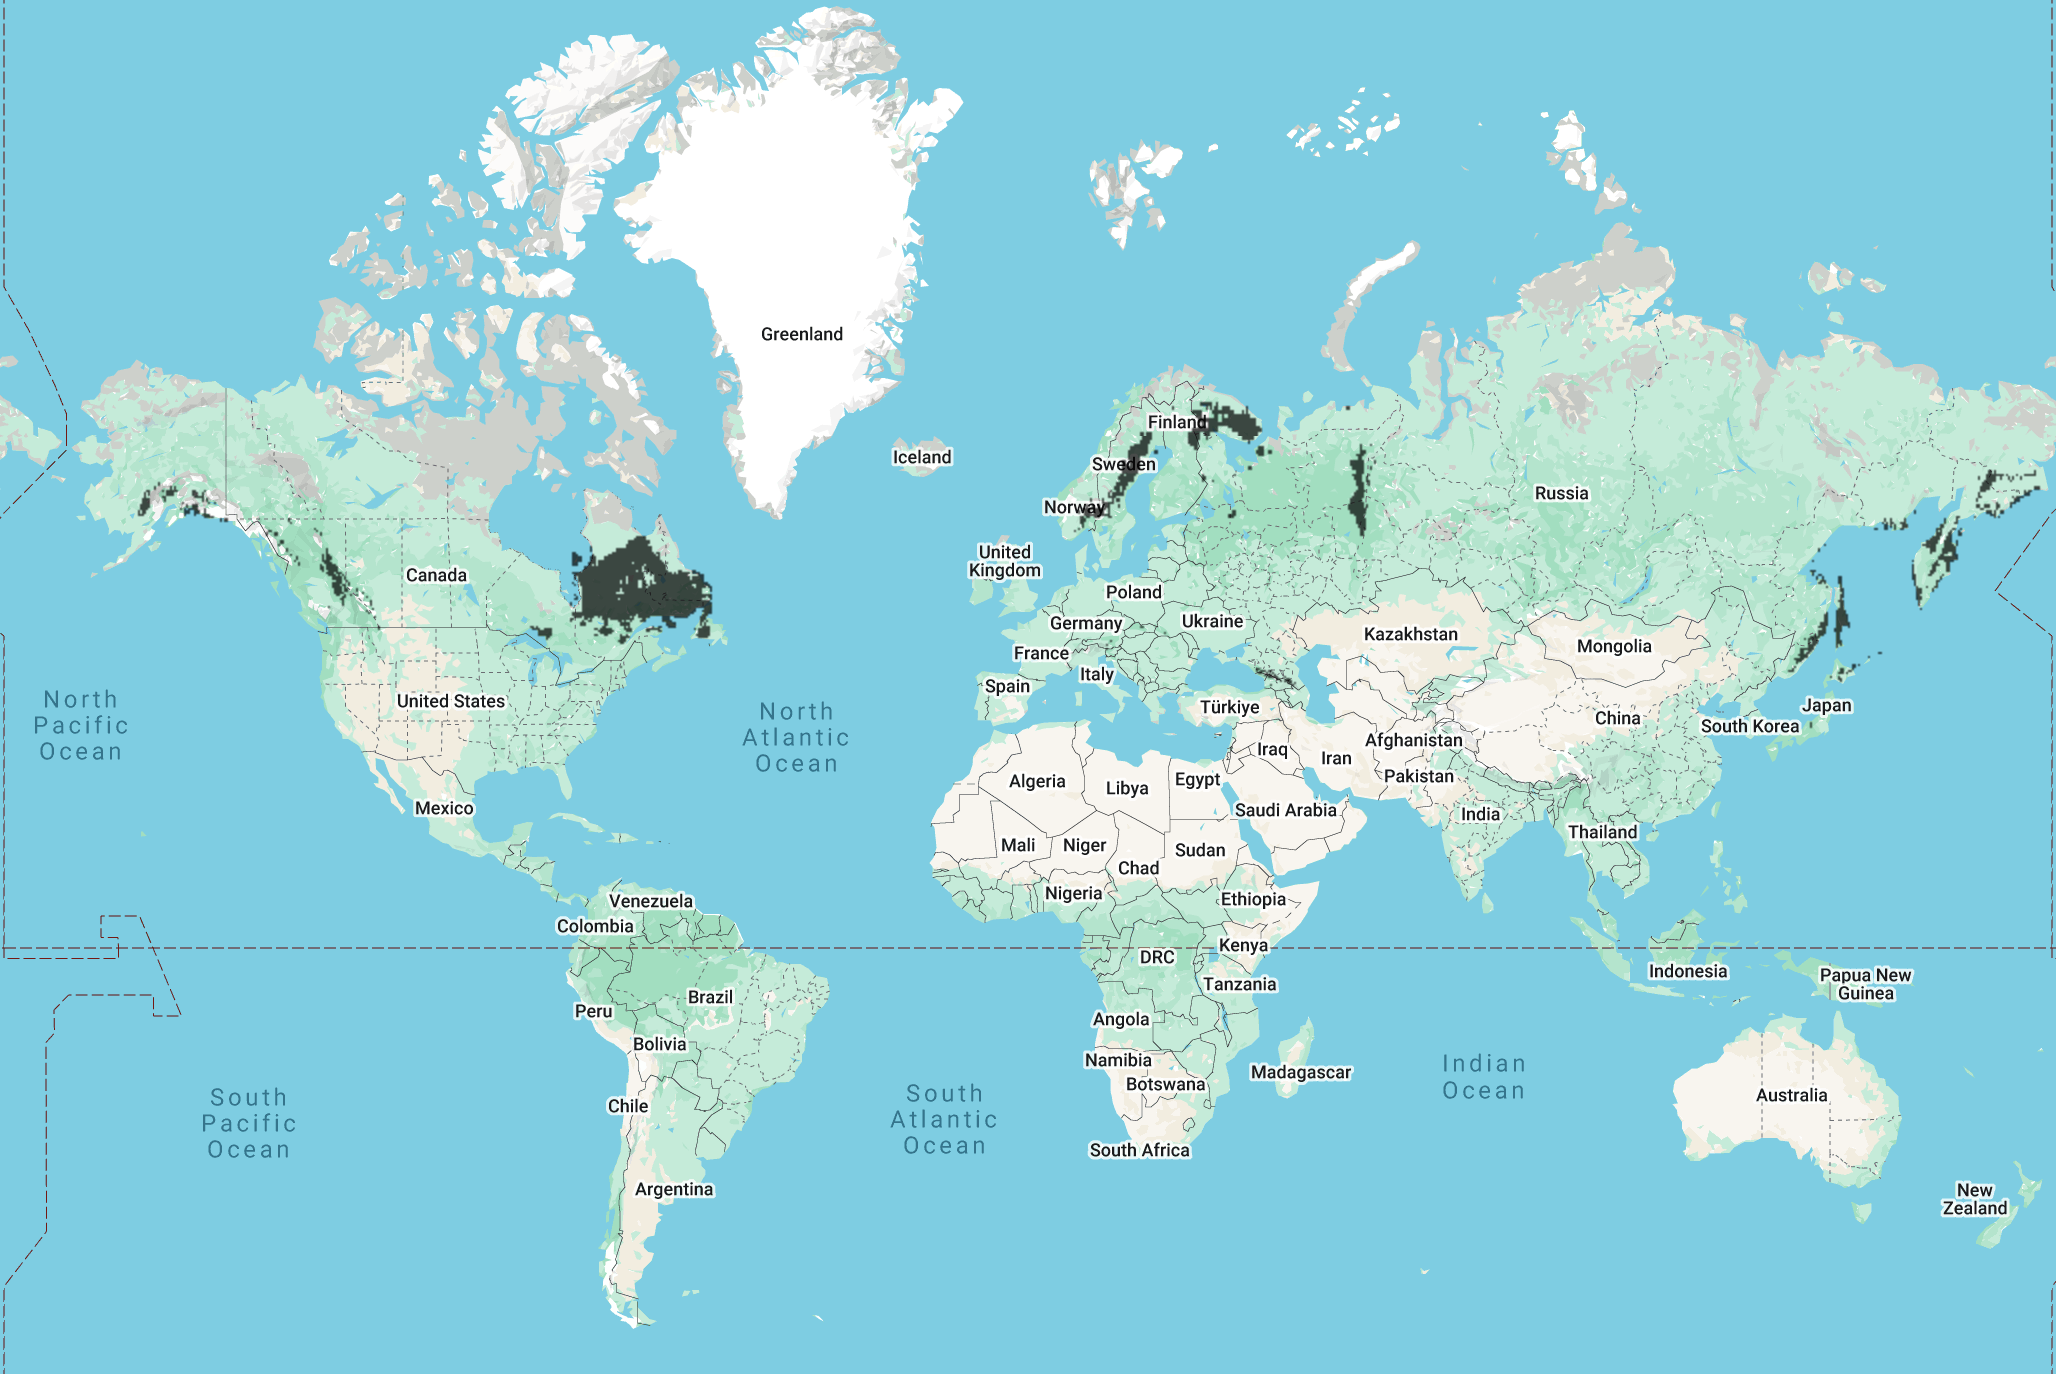 Greenland
Iceland
Finland
Sweden
Norway
Russia
United
Kingdom
Canada
Poland
Germany
Ukraine
Kazakhstan
Mongolia
France
Italy
Spain
United States
Türkiye
China
Japan
South Korea
North
Pacific
Ocean
North
Atlantic
Ocean
Iraq
Iran
Afghanistan
Pakistan
Algeria
Libya
Egypt
Saudi Arabia
India
Thailand
Mexico
Mali
Niger
Chad
Sudan
Nigeria
Ethiopia
Venezuela
Colombia
Kenya
DRC
Tanzania
Indonesia
Papua New
Guinea
Brazil
Peru
Angola
Bolivia
Namibia
Botswana
Madagascar
Indian
Ocean
Australia
Chile
South
Pacific
Ocean
South
Atlantic
Ocean
South Africa
Argentina
New
Zealand